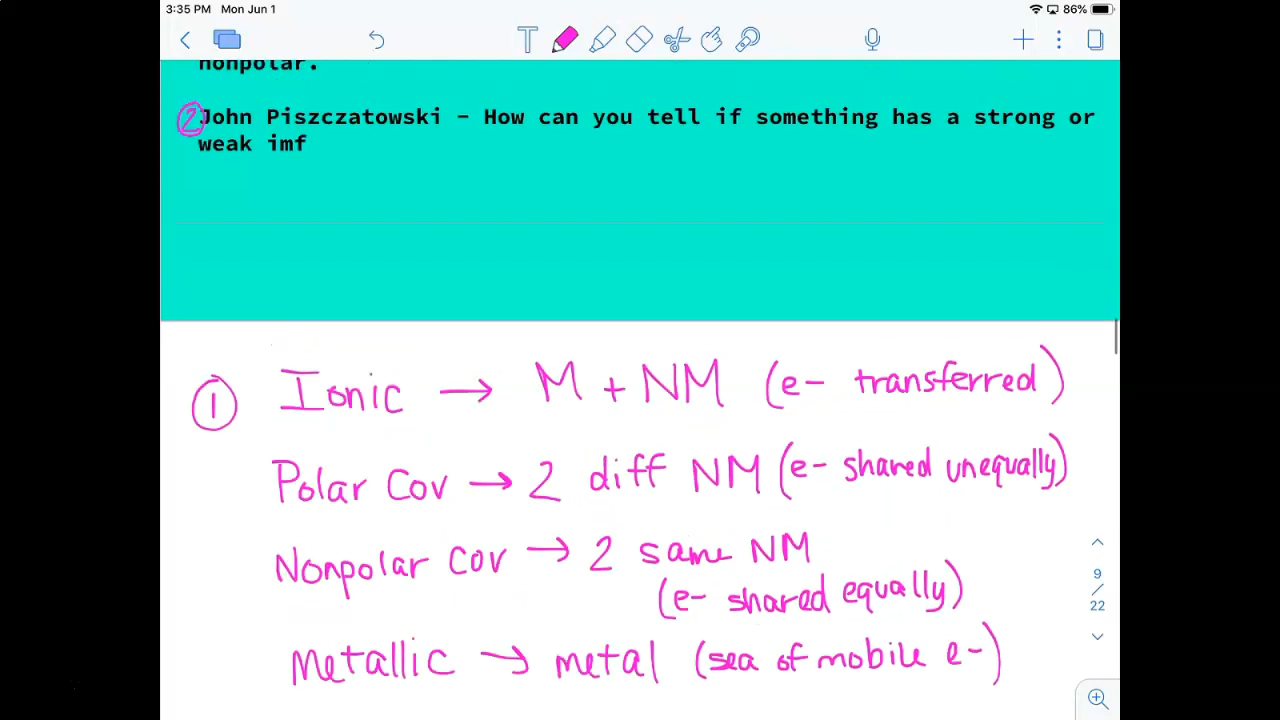 3:35 PM Mon Jun 1
86%
nonpolar.
2 John Piszczatowski - How can you tell if something has a strong or
weak imf
1 Ionic → M + NM (e- transferred)
Polar Cov → 2 diff NM (e- shared unequally)
Nonpolar Cov → 2 same NM
(e- shared equally)
Metallic → metal (sea of mobile e-)
9
/
22